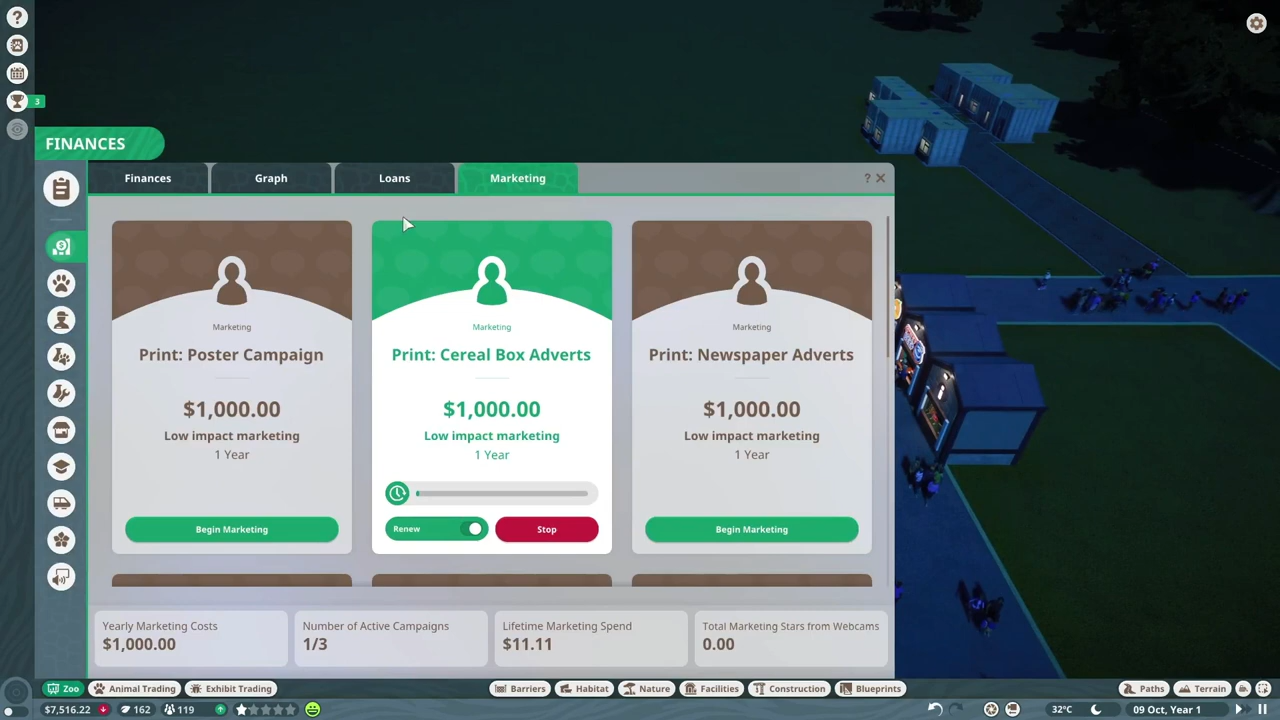 ?
3
FINANCES
Finances
Graph
Loans
Marketing
?
Marketing
Print: Poster Campaign
$1,000.00
Low impact marketing
1 Year
Begin Marketing
Marketing
Print: Cereal Box Adverts
$1,000.00
Low impact marketing
1 Year
Renew
Stop
Marketing
Print: Newspaper Adverts
$1,000.00
Low impact marketing
1 Year
Begin Marketing
Yearly Marketing Costs
$1,000.00
Number of Active Campaigns
1/3
Lifetime Marketing Spend
$11.11
Total Marketing Stars from Webcams
0.00
Zoo
Animal Trading
Exhibit Trading
Barriers
Habitat
Nature
Facilities
Construction
Blueprints
Paths
Terrain
$7,516.22
162
119
32°C
09 Oct, Year 1